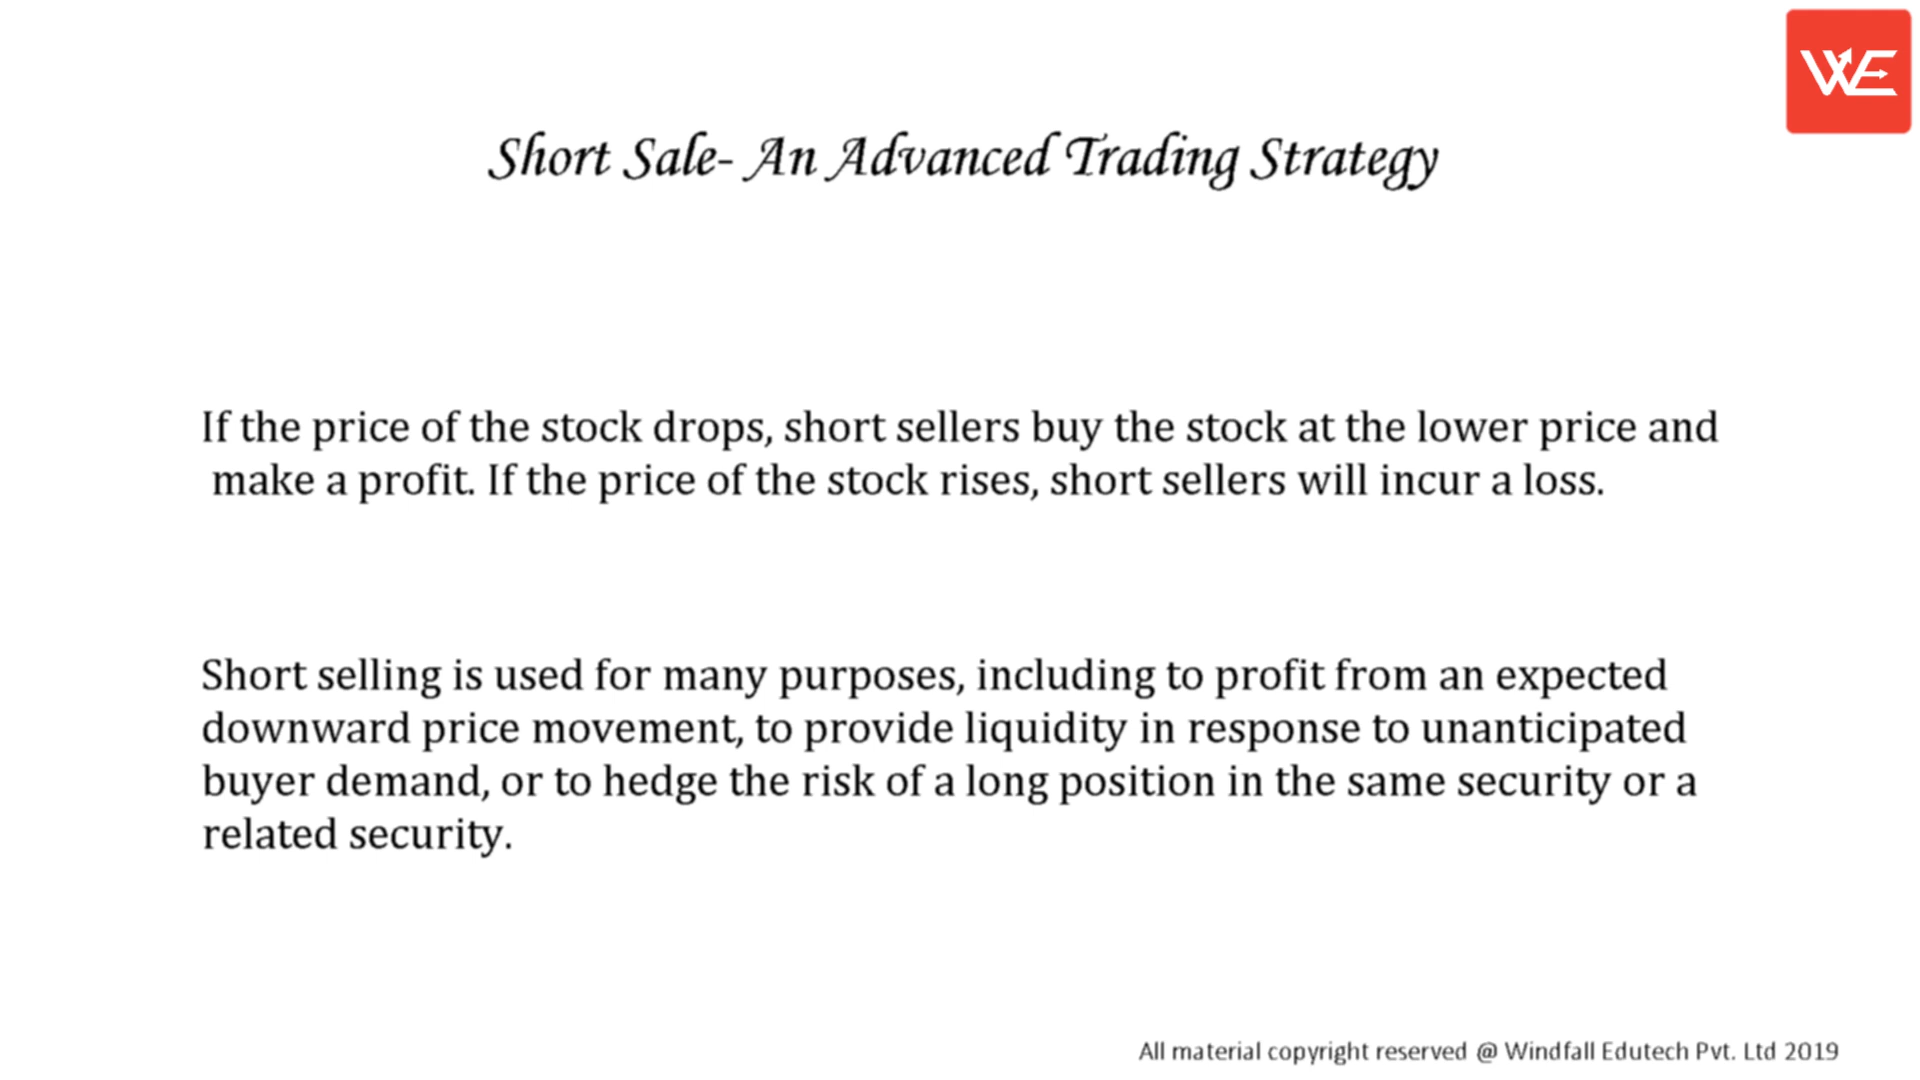 WE
Short Sale- An Advanced Trading Strategy
If the price of the stock drops, short sellers buy the stock at the lower price and
make a profit. If the price of the stock rises, short sellers will incur a loss.
Short selling is used for many purposes, including to profit from an expected
downward price movement, to provide liquidity in response to unanticipated
buyer demand, or to hedge the risk of a long position in the same security or a
related security.
All material copyright reserved @ Windfall Edutech Pvt. Ltd 2019